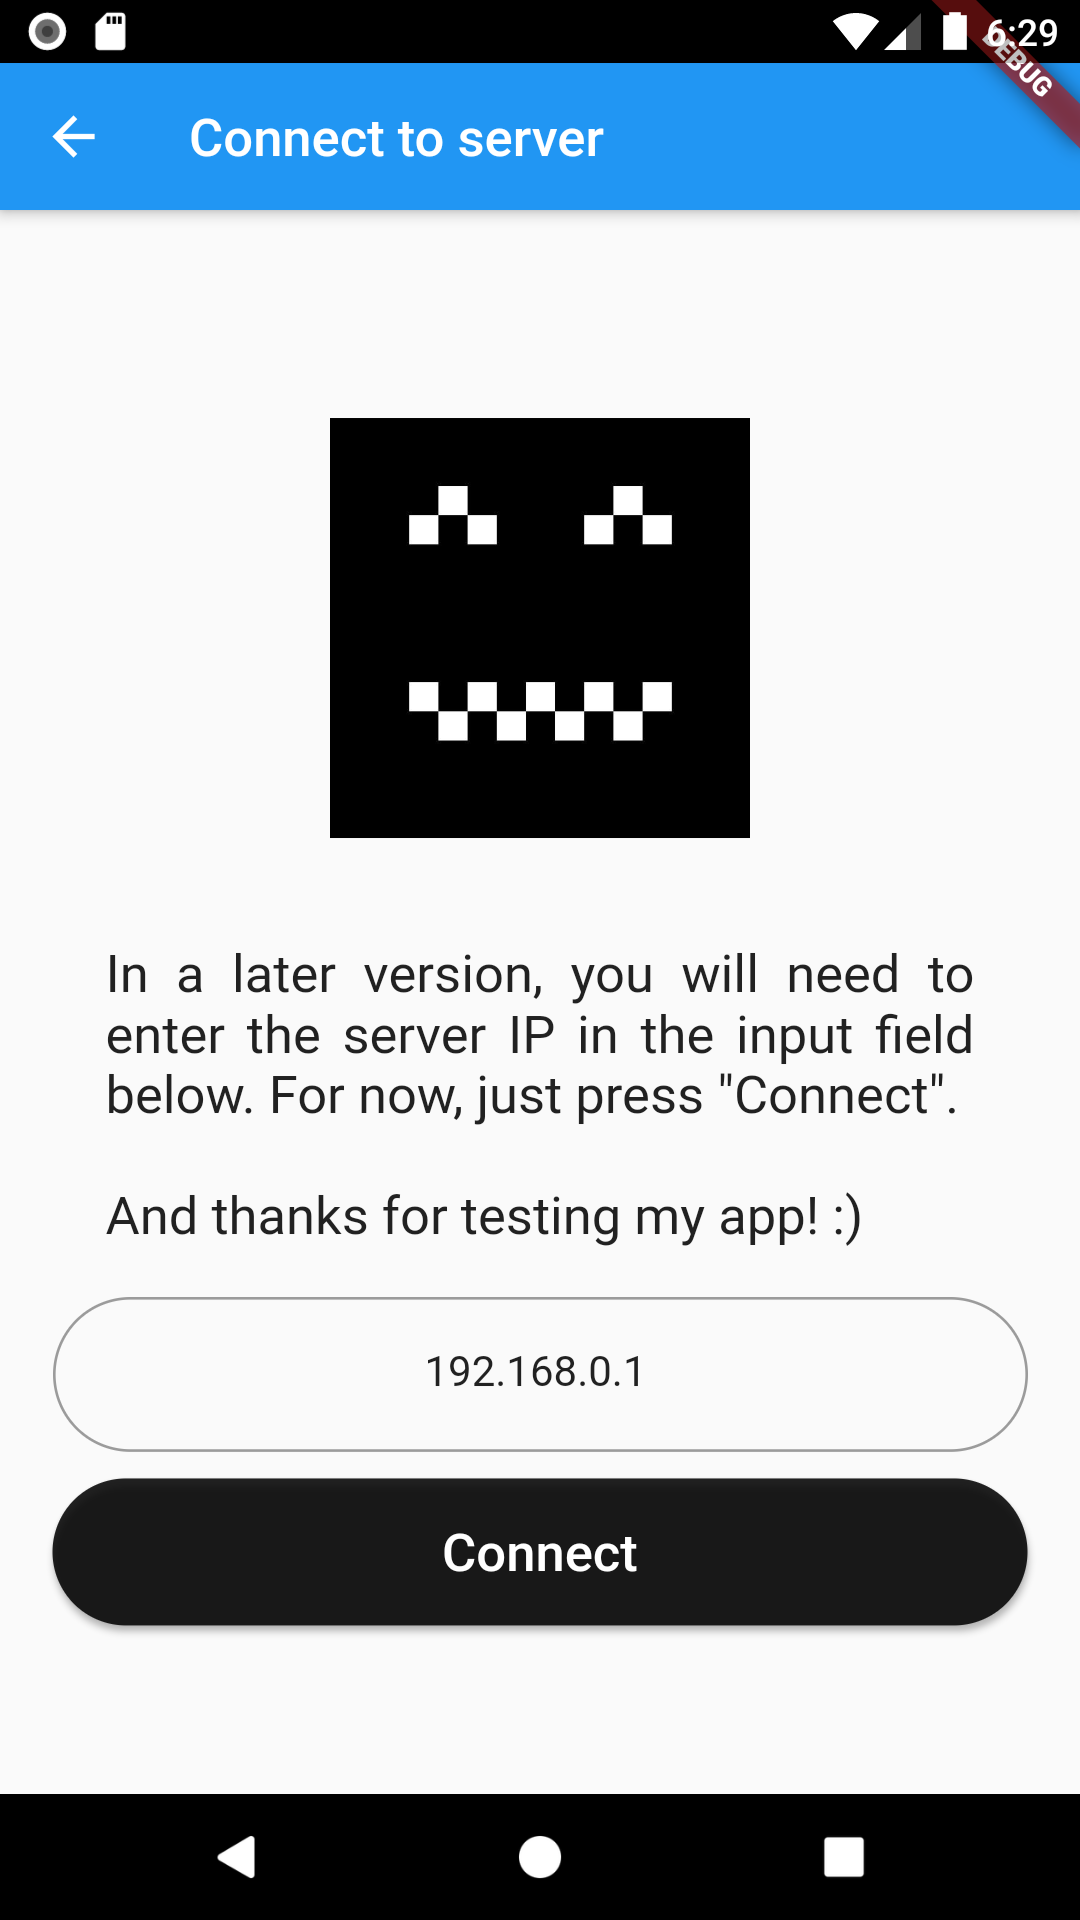 6:29
DEBUG
Connect to server
In a later version, you will need to
enter the server IP in the input field
below. For now, just press "Connect".
And thanks for testing my app! :)
192.168.0.1
Connect